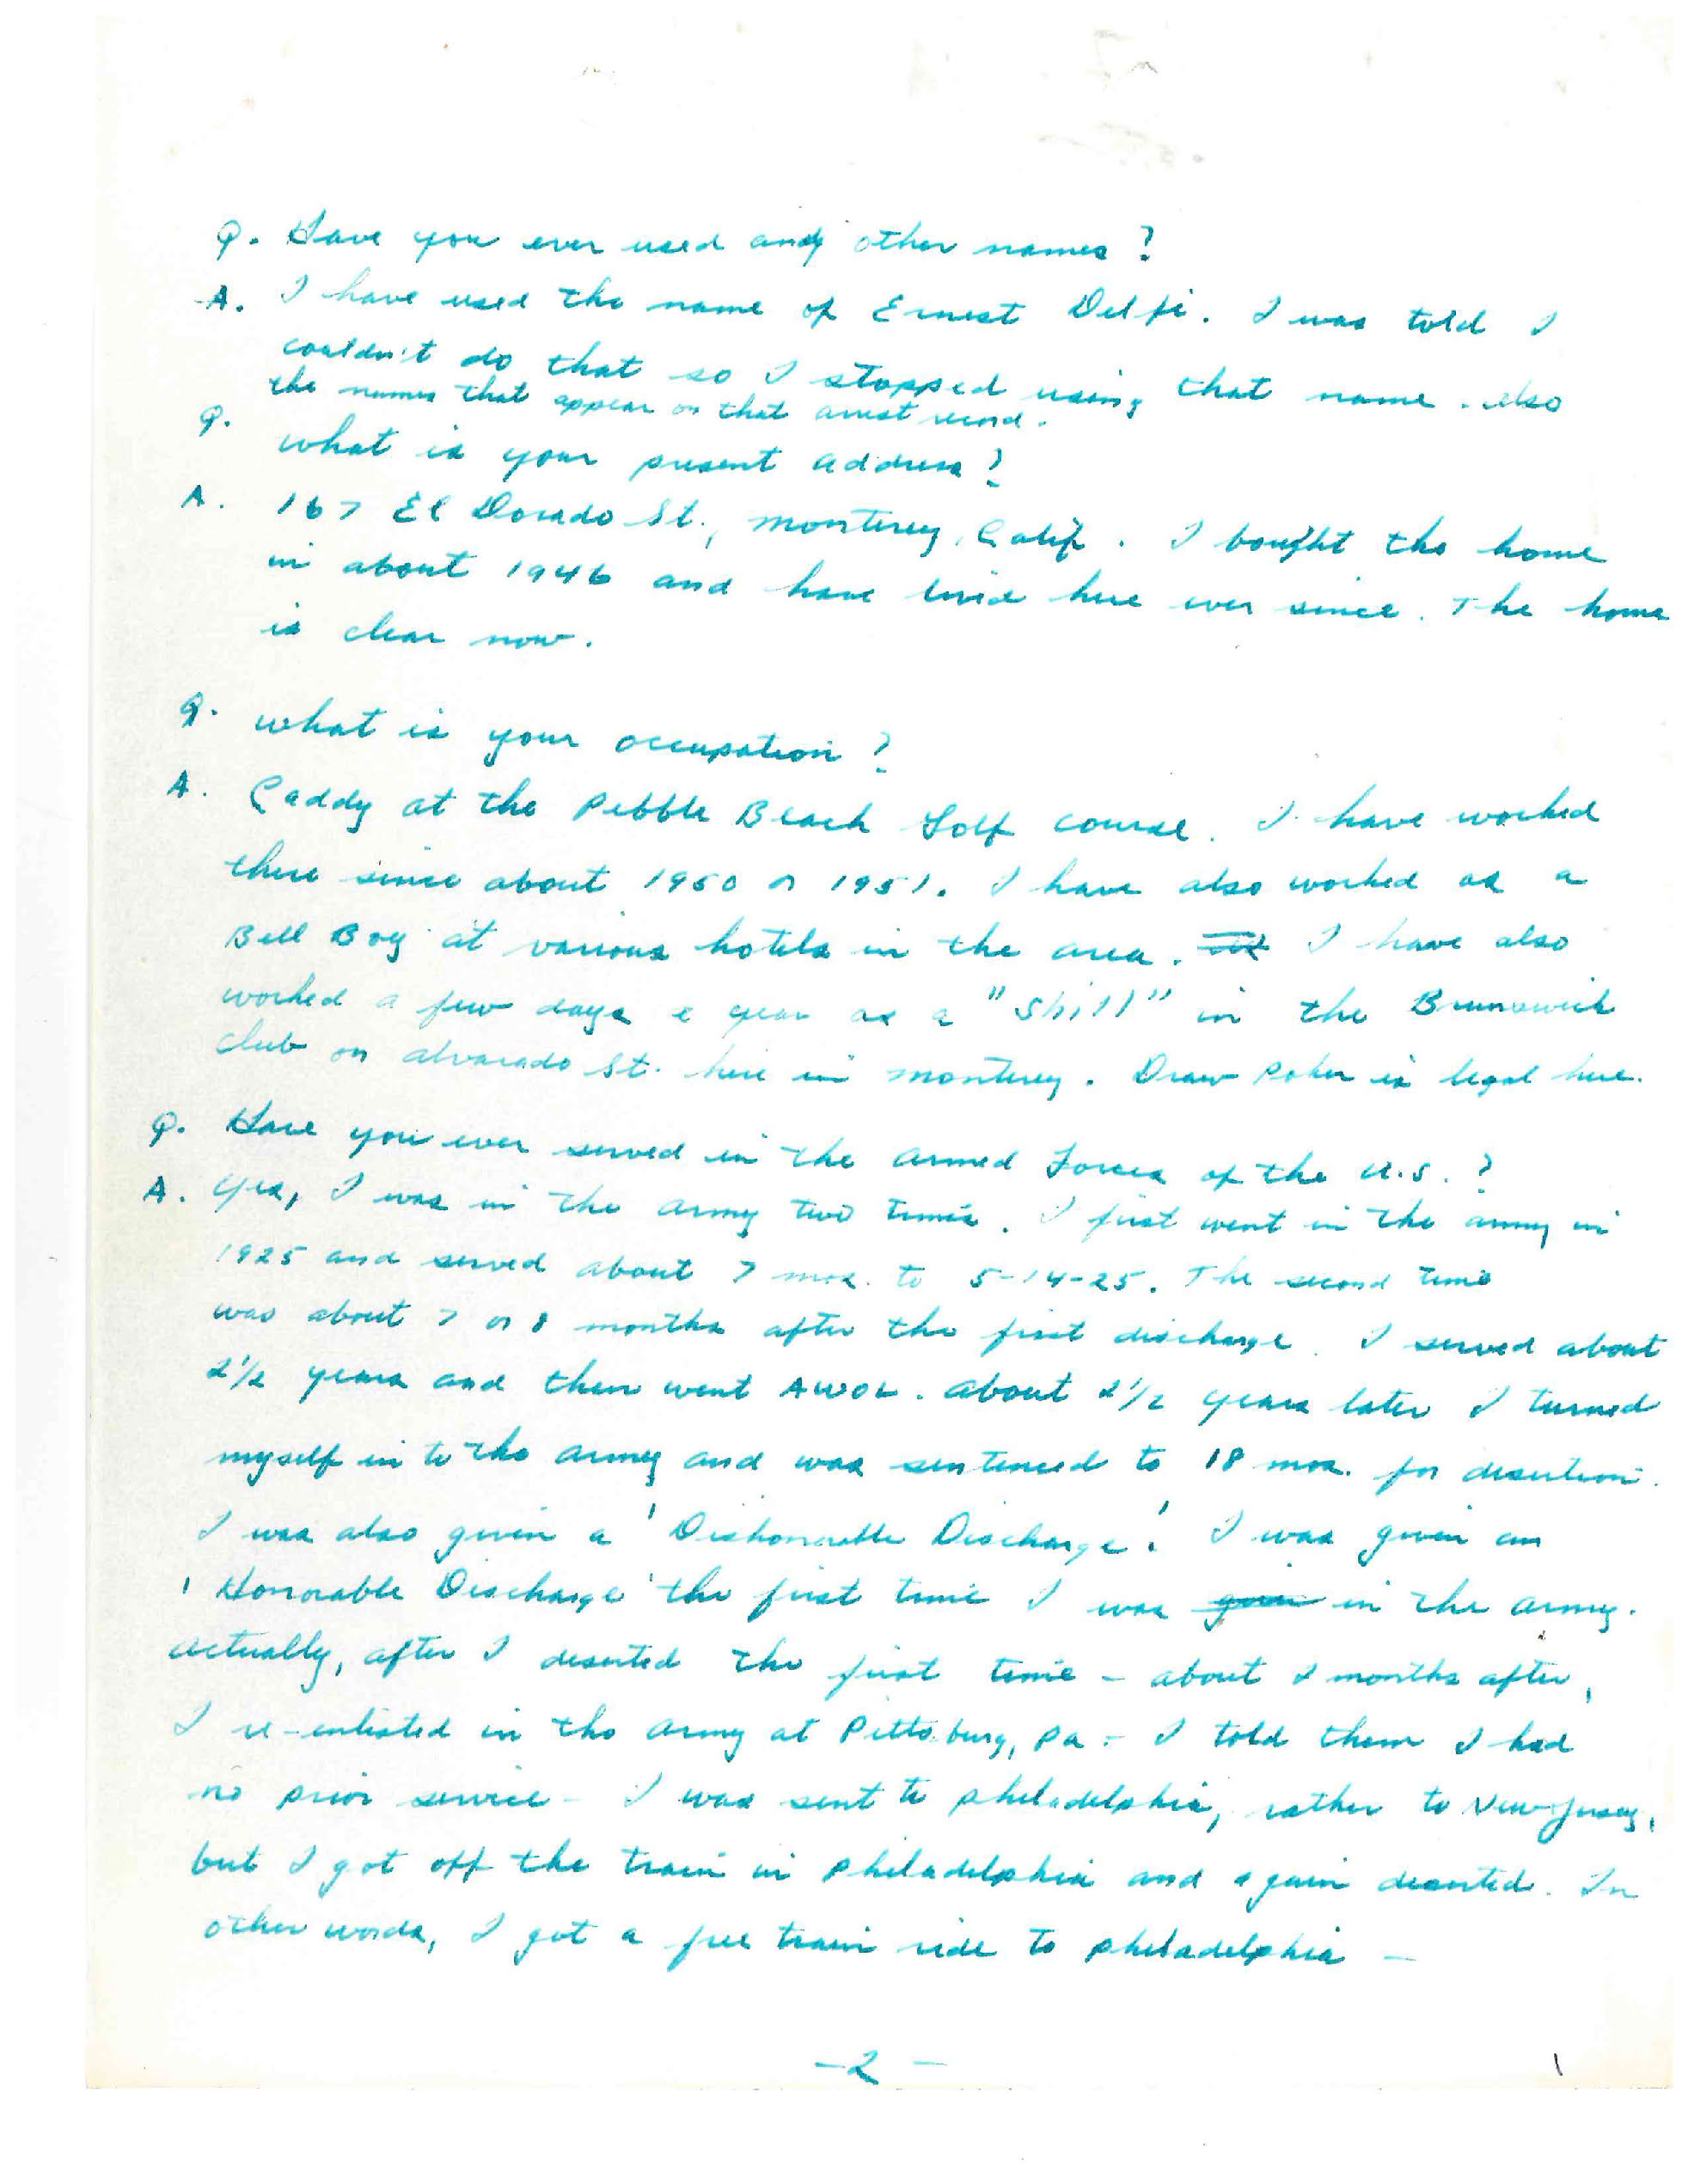 Q. Have you ever used andy other names?
A. I have used the name of Ernest Delfi. I was told I
couldn't do that so I stopped using that name. Also
the names that appear on that arrest record.
Q. What is your present address?
A. 167 El Dorado St., Monterey, Calif. I bought the home
in about 1946 and have lived here ever since. The home
is clear now.
Q. What is your occupation?
A. Caddy at the Pebble Beach Golf course. I have worked
there since about 1950 or 1951. I have also worked as a
Bell Boy at various hotels in the area. I have also
worked a few days a year as a "Shill" in the Brunswick
Club on Alvarado St. here in Monterey. Draw Poker is legal here.
Q. Have you ever served in the Armed Forces of the U.S.?
A. Yes, I was in the Army two times. I first went in the army in
1925 and served about 7 mos. to 5-14-25. The second time
was about 7 or 8 months after the first discharge. I served about
2 1/2 years and then went AWOL. About 2 1/2 years later I turned
myself in to the Army and was sentenced to 18 mos. for desertion.
I was also given a 'Dishonorable Discharge'. I was given an
'Honorable Discharge' the first time I was given in the Army.
Actually, after I deserted the first time - about 2 months after,
I re-enlisted in the Army at Pittsburg, Pa - I told them I had
no prior service - I was sent to Philadelphia, rather to New Jersey,
but I got off the train in Philadelphia and again deserted. In
other words, I got a free train ride to Philadelphia -
-2-